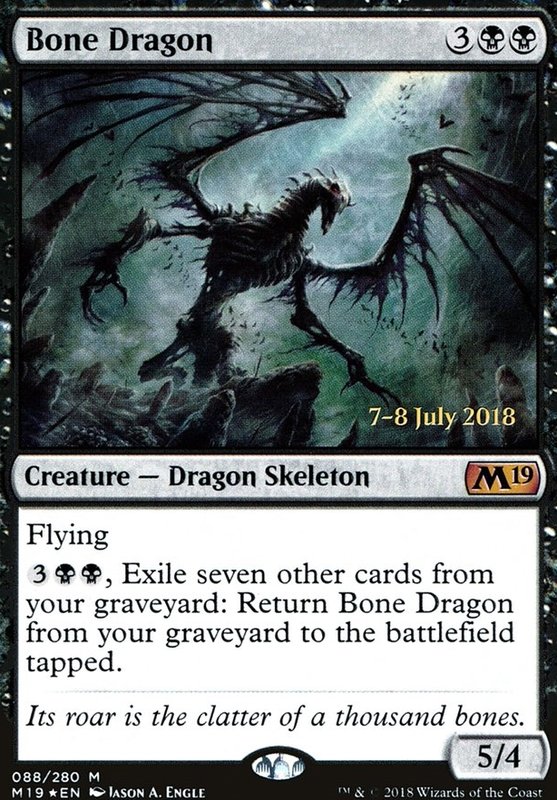 Bone Dragon 3
7–8 July 2018
Creature — Dragon Skeleton M19
Flying
3, Exile seven other cards from
your graveyard: Return Bone Dragon
from your graveyard to the battlefield
tapped.
Its roar is the clatter of a thousand bones.
5/4
088/280 M
M19★EN Jason A. Engle ™ & © 2018 Wizards of the Coast